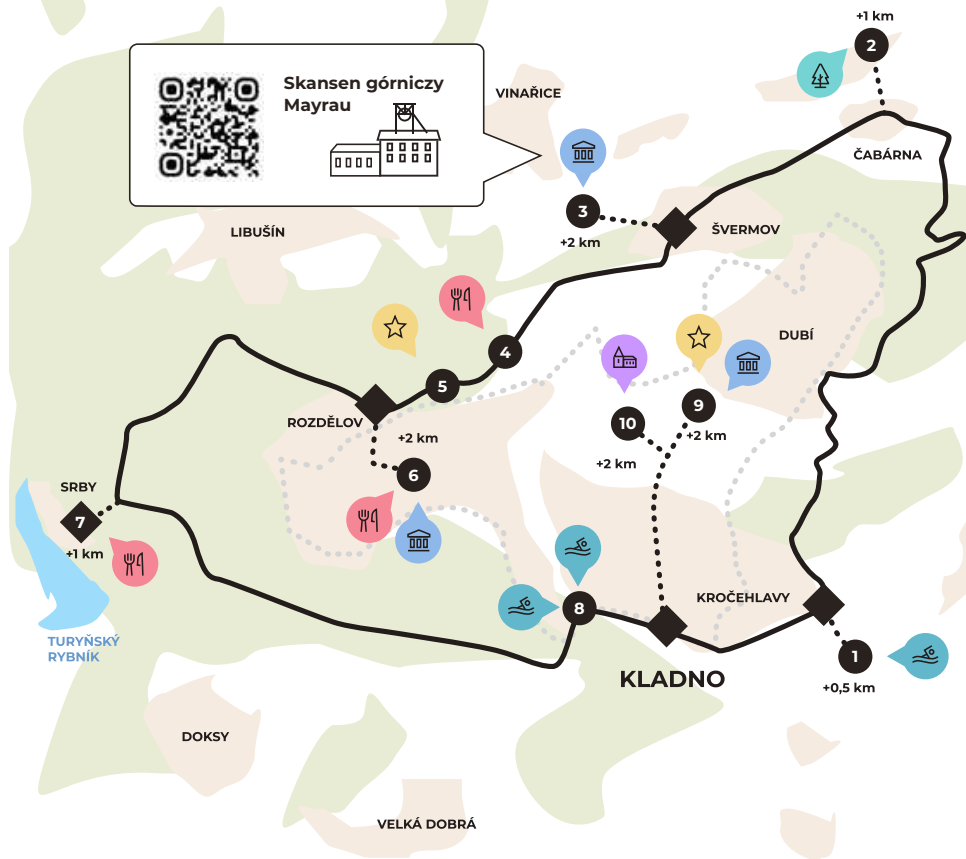 +1 km
2
Skansen górniczy
Mayrau
VINAŘICE
ČABÁRNA
3
+2 km
ŠVERMOV
LIBUŠÍN
DUBÍ
4
5
ROZDĚLOV
9
+2 km
10
+2 km
+2 km
6
SRBY
7
+1 km
8
KROČEHLAVY
TURYŇSKÝ
RYBNÍK
1
KLADNO
+0,5 km
DOKSY
VELKÁ DOBRÁ